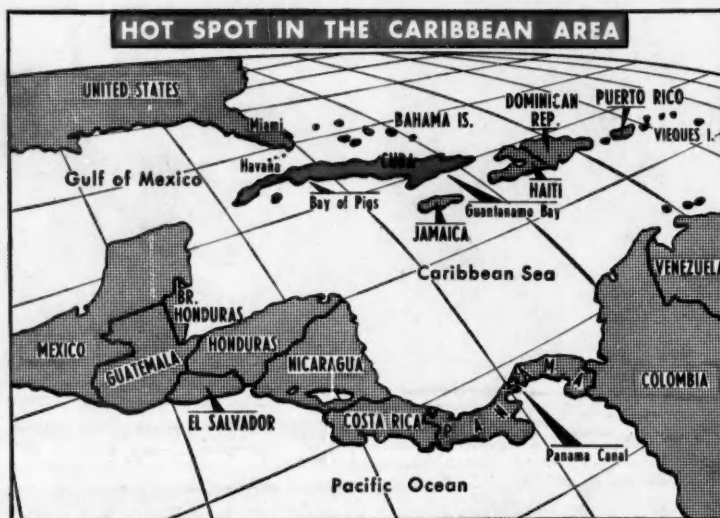 HOT SPOT IN THE CARIBBEAN AREA
UNITED STATES
Miami
BAHAMA IS.
DOMINICAN
REP.
PUERTO RICO
VIEQUES I.
Havana
CUBA
Gulf of Mexico
Bay of Pigs
HAITI
Guantanamo Bay
JAMAICA
Caribbean Sea
VENEZUELA
BR.
HONDURAS
MEXICO
GUATEMALA
HONDURAS
NICARAGUA
COLOMBIA
EL SALVADOR
COSTA RICA
PANAMA
Panama Canal
Pacific Ocean